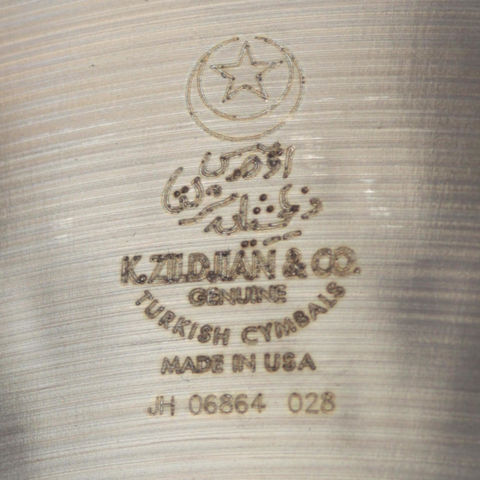 K. ZILDJIAN & CO.
GENUINE
TURKISH CYMBALS
MADE IN USA
JH 06864 028